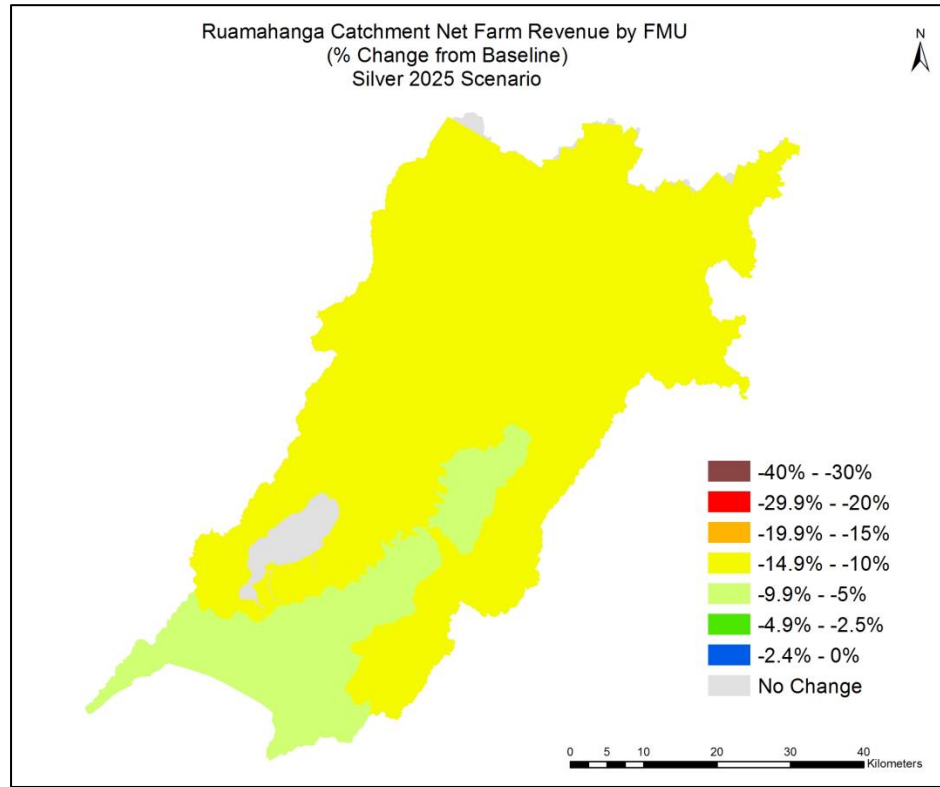 Ruamahanga Catchment Net Farm Revenue by FMU
(% Change from Baseline)
Silver 2025 Scenario
N
-40% - -30%
-29.9% - -20%
-19.9% - -15%
-14.9% - -10%
-9.9% - -5%
-4.9% - -2.5%
-2.4% - 0%
No Change
0 5 10 20 30 40
Kilometers